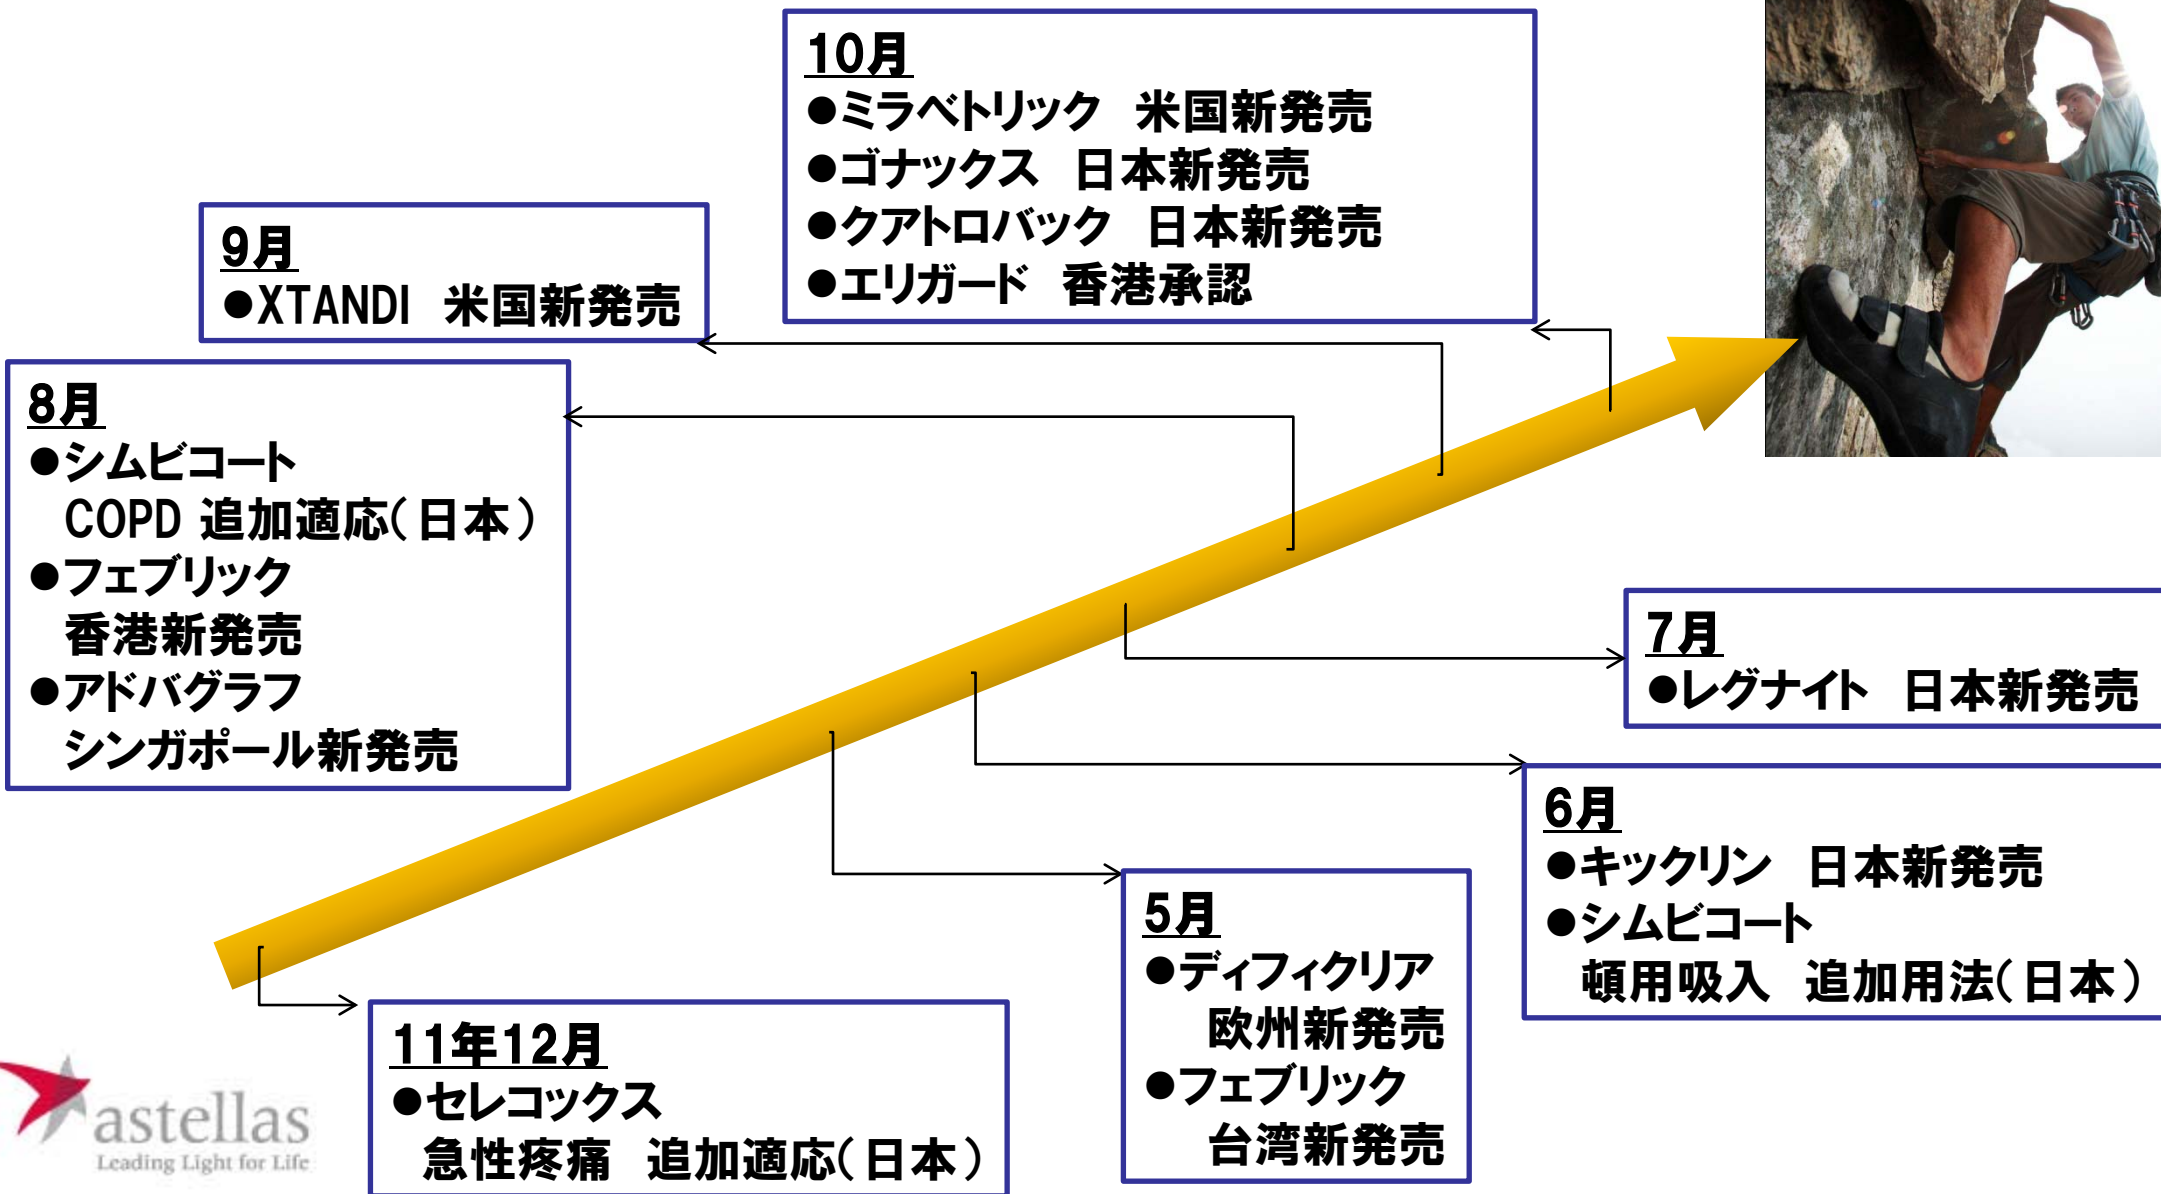 10月
●ミラベトリック　米国新発売
●ゴナックス　日本新発売
●クアトロバック　日本新発売
●エリガード　香港承認
9月
●XTANDI　米国新発売
8月
●シムビコート
COPD 追加適応（日本）
●フェブリック
香港新発売
●アドバグラフ
シンガポール新発売
7月
●レグナイト　日本新発売
6月
●キックリン　日本新発売
●シムビコート
頓用吸入　追加用法（日本）
5月
●ディフィクリア
欧州新発売
●フェブリック
台湾新発売
11年12月
●セレコックス
急性疼痛　追加適応（日本）
astellas
Leading Light for Life